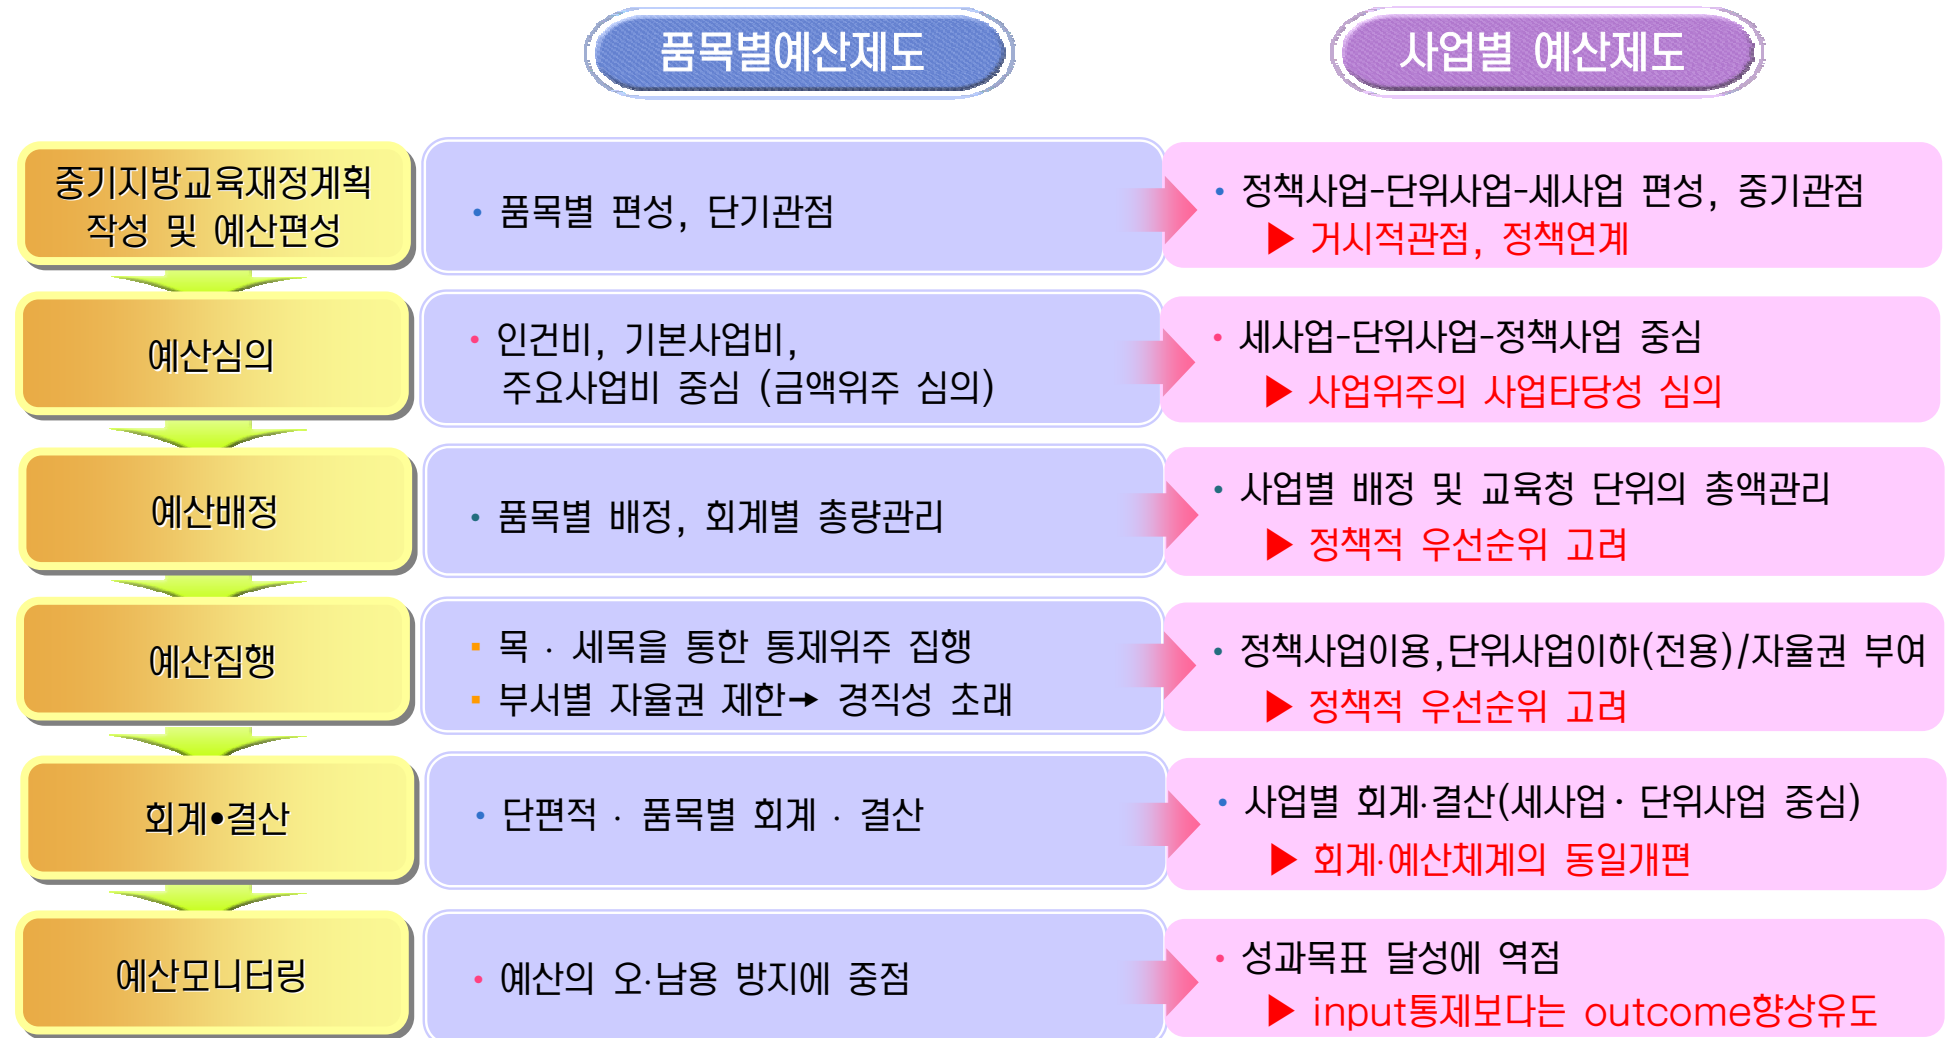 품목별예산제도
사업별 예산제도
중기지방교육재정계획
작성 및 예산편성
• 품목별 편성, 단기관점
• 정책사업-단위사업-세사업 편성, 중기관점
▶ 거시적관점, 정책연계
예산심의
• 인건비, 기본사업비,
주요사업비 중심 (금액위주 심의)
• 세사업-단위사업-정책사업 중심
▶ 사업위주의 사업타당성 심의
예산배정
• 품목별 배정, 회계별 총량관리
• 사업별 배정 및 교육청 단위의 총액관리
▶ 정책적 우선순위 고려
예산집행
▪ 목 · 세목을 통한 통제위주 집행
▪ 부서별 자율권 제한→ 경직성 초래
• 정책사업이용,단위사업이하(전용)/자율권 부여
▶ 정책적 우선순위 고려
회계•결산
• 단편적 · 품목별 회계 · 결산
• 사업별 회계·결산(세사업· 단위사업 중심)
▶ 회계·예산체계의 동일개편
예산모니터링
• 예산의 오·남용 방지에 중점
• 성과목표 달성에 역점
▶ input통제보다는 outcome향상유도